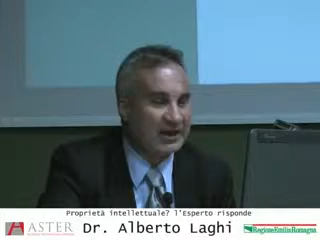 Proprietà intellettuale? l'Esperto risponde
ASTER
Dr. Alberto Laghi
RegioneEmiliaRomagna